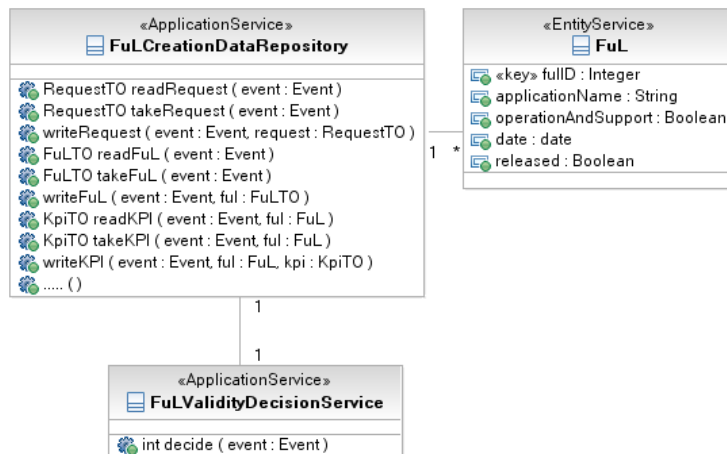 «ApplicationService»
FuLCreationDataRepository
RequestTO readRequest ( event : Event )
RequestTO takeRequest ( event : Event )
writeRequest ( event : Event, request : RequestTO )
FuLTO readFuL ( event : Event )
FuLTO takeFuL ( event : Event )
writeFuL ( event : Event, ful : FuLTO )
KpiTO readKPI ( event : Event, ful : FuL )
KpiTO takeKPI ( event : Event, ful : FuL )
writeKPI ( event : Event, ful : FuL, kpi : KpiTO )
..... ( )
1
*
«EntityService»
FuL
«key» fullID : Integer
applicationName : String
operationAndSupport : Boolean
date : date
released : Boolean
1
1
«ApplicationService»
FuLValidityDecisionService
int decide ( event : Event )